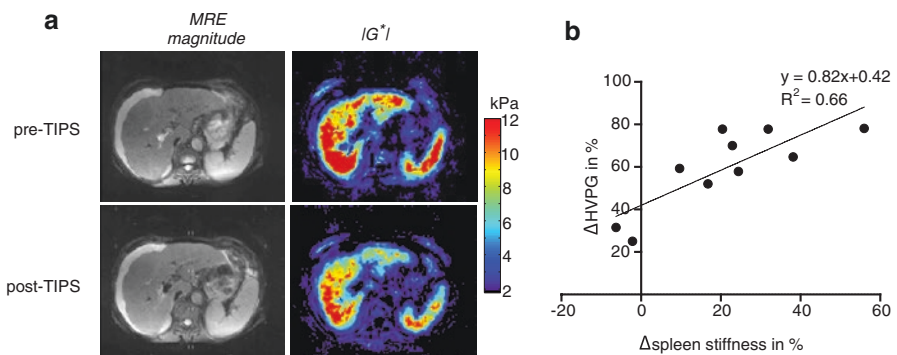 a
MRE
magnitude
|G*|
pre-TIPS
post-TIPS
kPa
12
10
8
6
4
2
b
y = 0.82x+0.42
R² = 0.66
ΔHVPG in %
100
80
60
40
20
-20
0
20
40
60
Δspleen stiffness in %